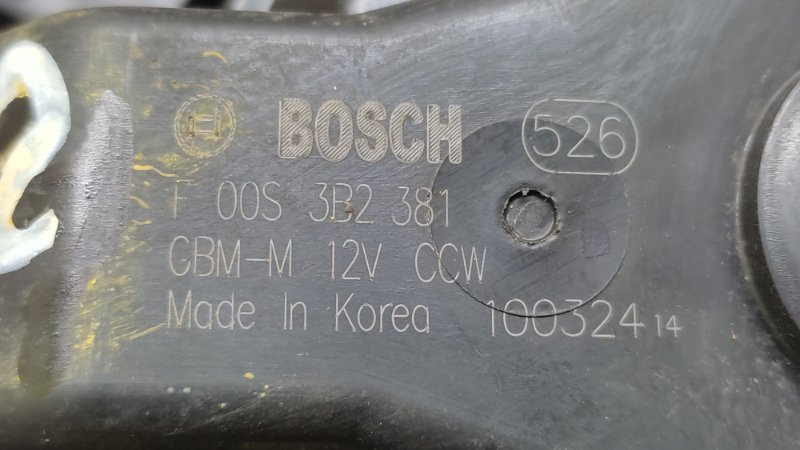 BOSCH 526
F 00S 3B2 381
GBM-M 12V CCW
Made In Korea 100324 14